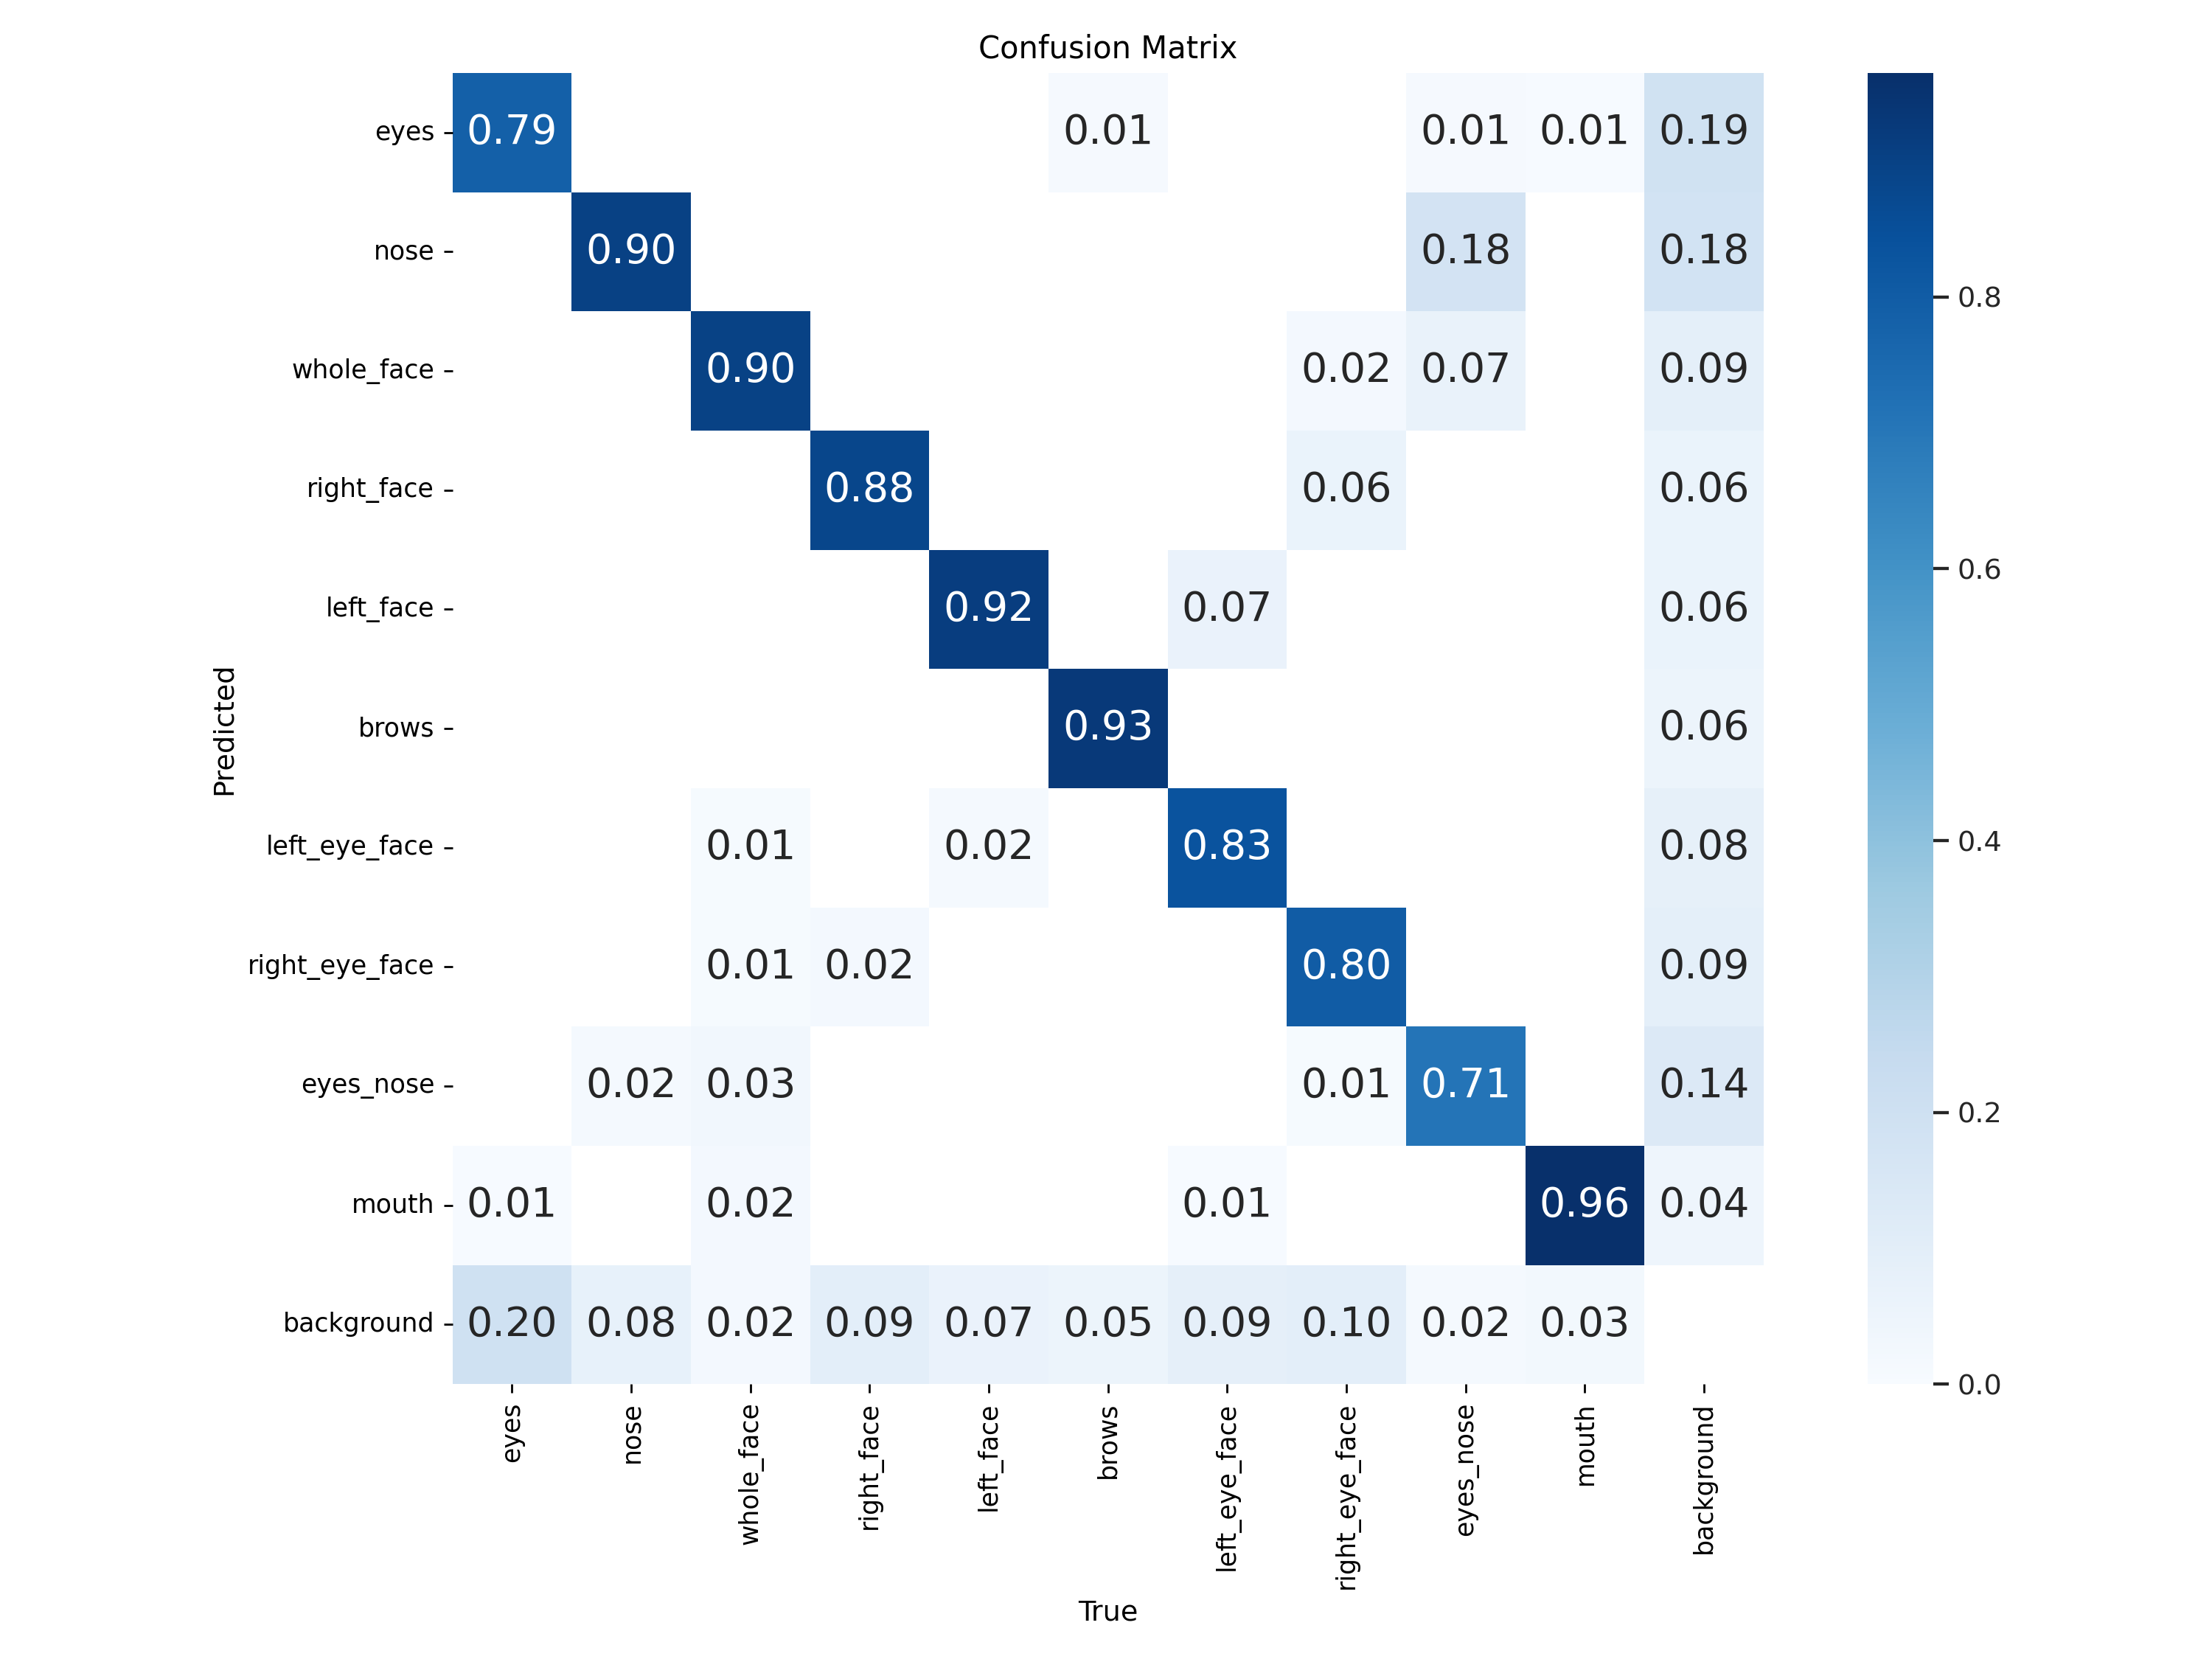 Confusion Matrix
eyes 0.79 0.01 0.01 0.01 0.19
nose 0.90 0.18 0.18
whole_face 0.90 0.02 0.07 0.09
right_face 0.88 0.06 0.06
left_face 0.92 0.07 0.06
brows 0.93 0.06
left_eye_face 0.01 0.02 0.83 0.08
right_eye_face 0.01 0.02 0.80 0.09
eyes_nose 0.02 0.03 0.01 0.71 0.14
mouth 0.01 0.02 0.01 0.96 0.04
background 0.20 0.08 0.02 0.09 0.07 0.05 0.09 0.10 0.02 0.03
Predicted
eyes nose whole_face right_face left_face brows left_eye_face right_eye_face eyes_nose mouth background
True
0.8
0.6
0.4
0.2
0.0